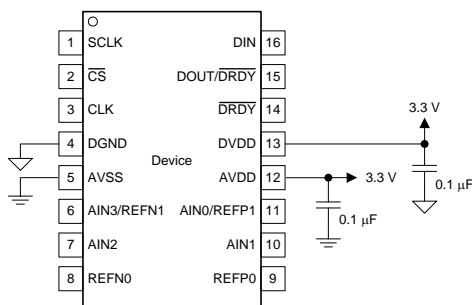 1 SCLK DIN 16
2 CS DOUT/DRDY 15
3 CLK DRDY 14
3.3 V
4 DGND DVDD 13
Device
5 AVSS AVDD 12 3.3 V
0.1 μF
6 AIN3/REFN1 AIN0/REFP1 11
0.1 μF
7 AIN2 AIN1 10
8 REFN0 REFP0 9